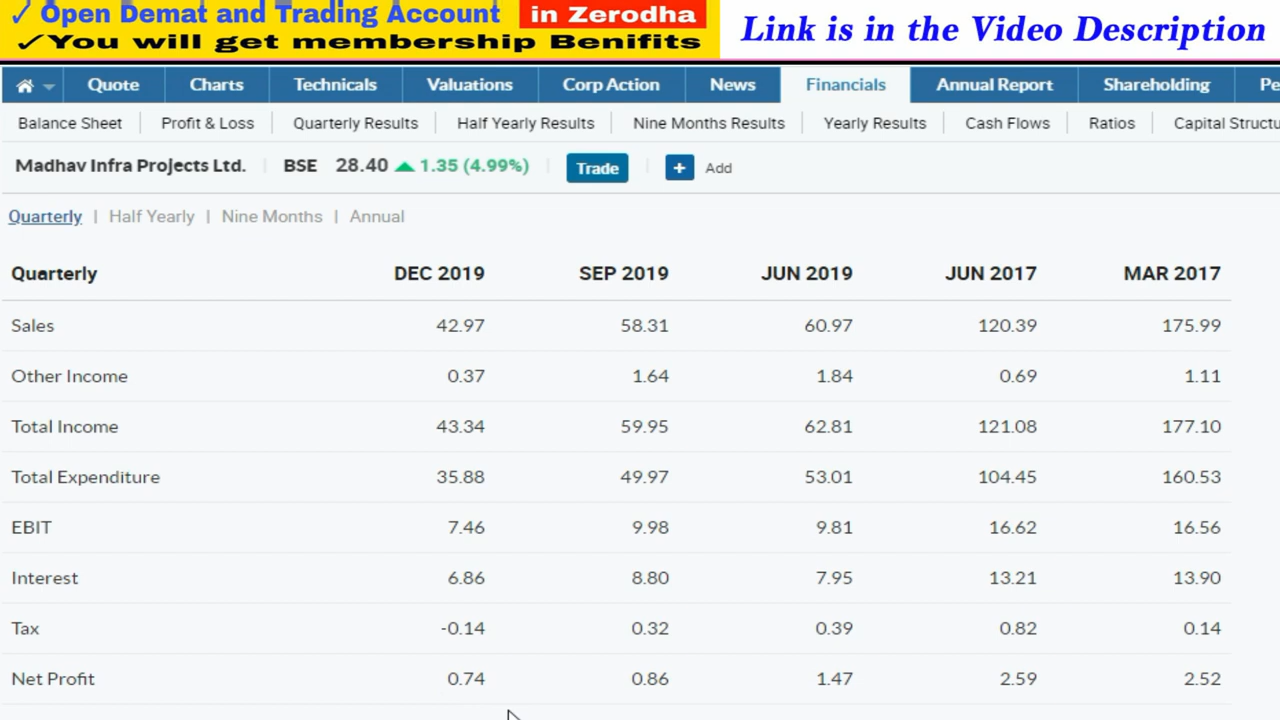 ✓ Open Demat and Trading Account in Zerodha
✓You will get membership Benifits
Link is in the Video Description
Quote Charts Technicals Valuations Corp Action News Financials Annual Report Shareholding Pe
Balance Sheet Profit & Loss Quarterly Results Half Yearly Results Nine Months Results Yearly Results Cash Flows Ratios Capital Structu
Madhav Infra Projects Ltd. BSE 28.40 1.35 (4.99%) Trade + Add
Quarterly | Half Yearly | Nine Months | Annual
Quarterly DEC 2019 SEP 2019 JUN 2019 JUN 2017 MAR 2017
Sales 42.97 58.31 60.97 120.39 175.99
Other Income 0.37 1.64 1.84 0.69 1.11
Total Income 43.34 59.95 62.81 121.08 177.10
Total Expenditure 35.88 49.97 53.01 104.45 160.53
EBIT 7.46 9.98 9.81 16.62 16.56
Interest 6.86 8.80 7.95 13.21 13.90
Tax -0.14 0.32 0.39 0.82 0.14
Net Profit 0.74 0.86 1.47 2.59 2.52